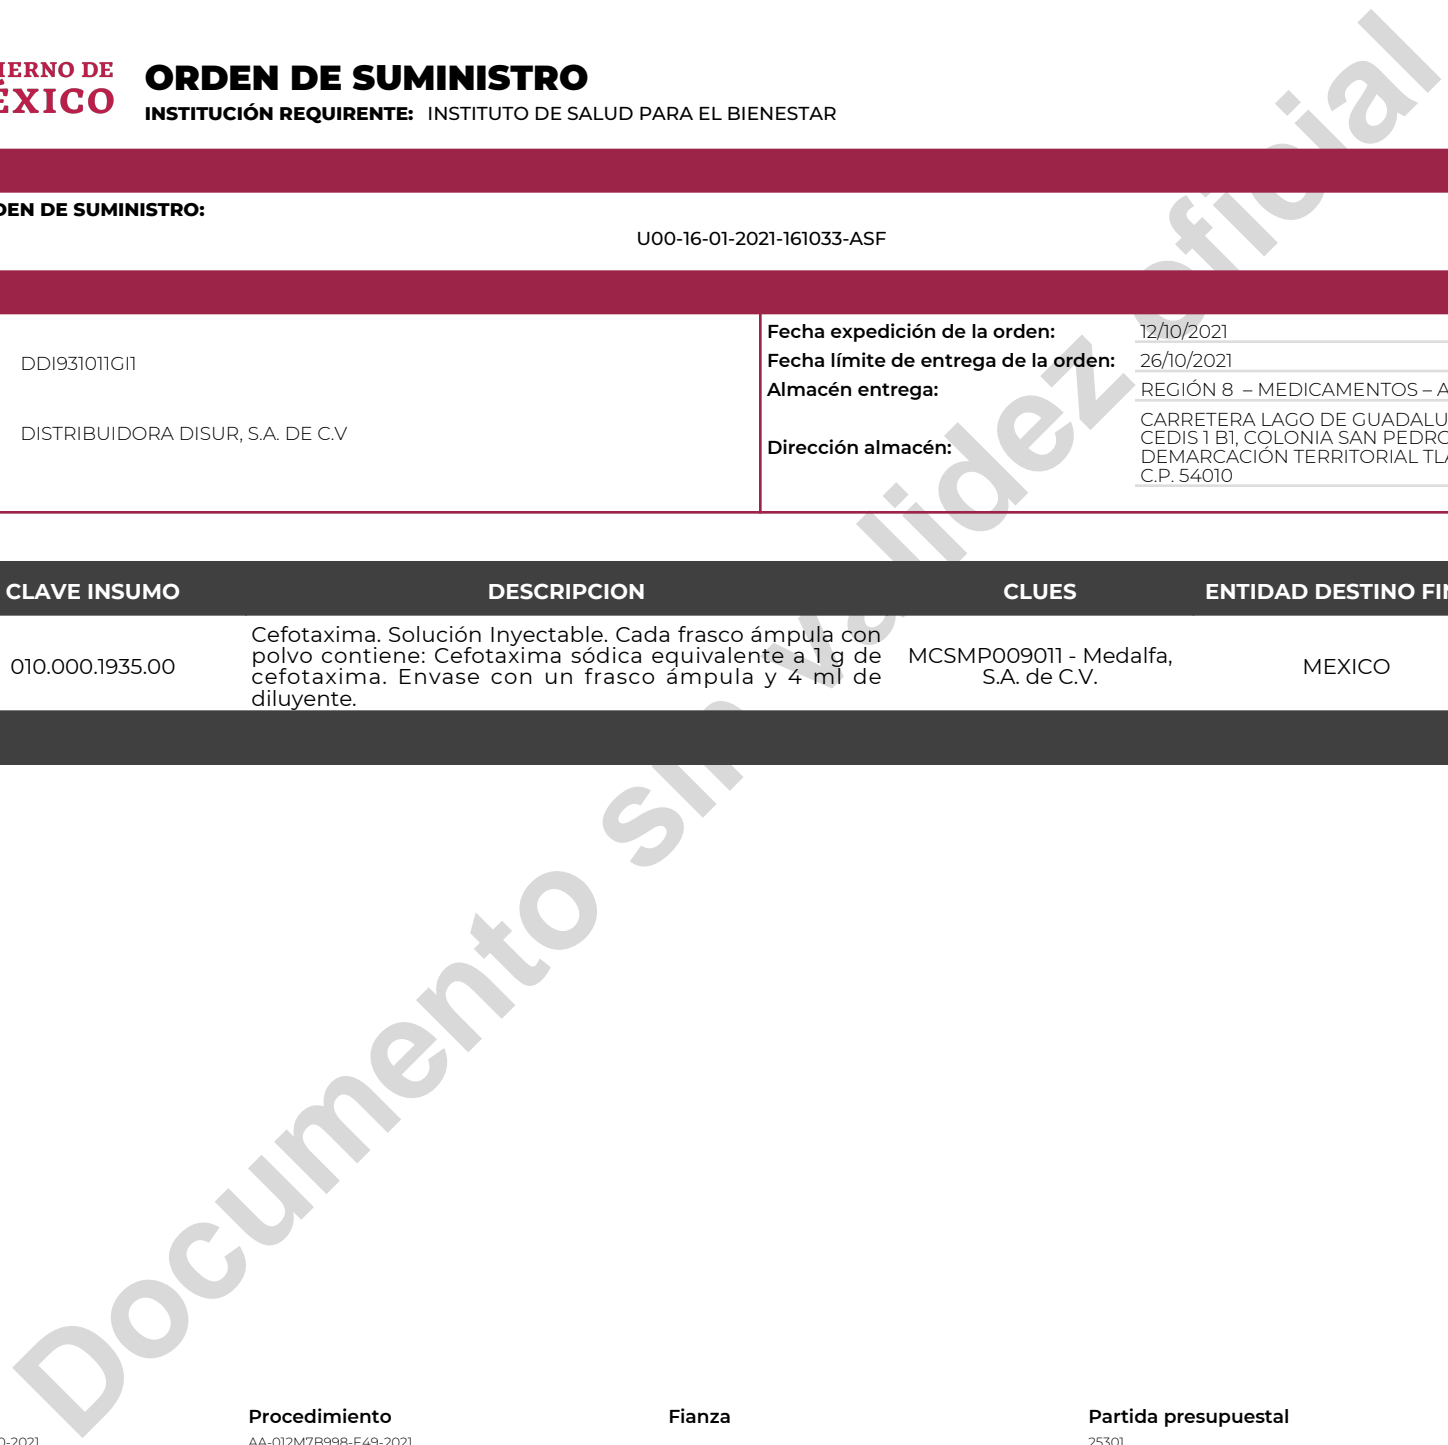 IERNO DE
ÉXICO
ORDEN DE SUMINISTRO
INSTITUCIÓN REQUIRENTE: INSTITUTO DE SALUD PARA EL BIENESTAR
DEN DE SUMINISTRO:
U00-16-01-2021-161033-ASF
DDI931011GI1
DISTRIBUIDORA DISUR, S.A. DE C.V
Fecha expedición de la orden: 12/10/2021
Fecha límite de entrega de la orden: 26/10/2021
Almacén entrega: REGIÓN 8 – MEDICAMENTOS – A
Dirección almacén:
CARRETERA LAGO DE GUADALU
CEDIS 1 B1, COLONIA SAN PEDRO
DEMARCACIÓN TERRITORIAL TLA
C.P. 54010
CLAVE INSUMO DESCRIPCION CLUES ENTIDAD DESTINO FIN
010.000.1935.00
Cefotaxima. Solución Inyectable. Cada frasco ámpula con
polvo contiene: Cefotaxima sódica equivalente a 1 g de
cefotaxima. Envase con un frasco ámpula y 4 ml de
diluyente.
MCSMP009011 - Medalfa,
S.A. de C.V.
MEXICO
Documento sin validez oficial
Procedimiento Fianza Partida presupuestal
0-2021 AA-012M7B998-E49-2021 25301